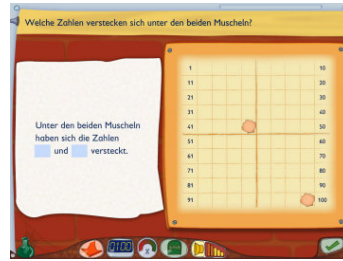 Welche Zahlen verstecken sich unter den beiden Muscheln?
Unter den beiden Muscheln
haben sich die Zahlen
und versteckt.
1 10
11 20
21 30
31 40
41 50
51 60
61 70
71 80
81 90
91 100
0100